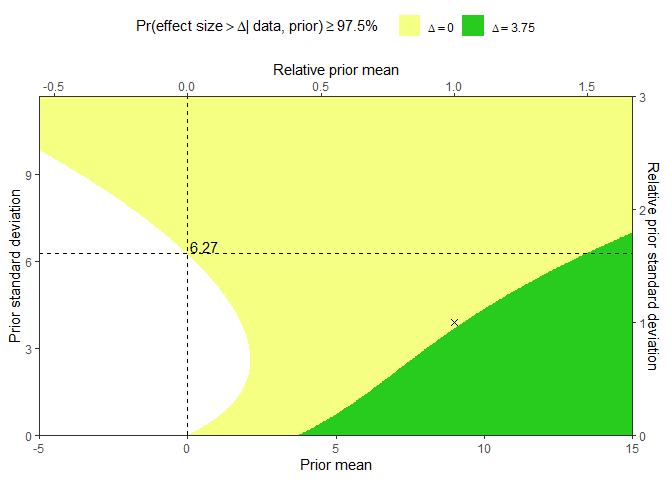 Pr(effect size > Δ| data, prior) ≥ 97.5% Δ = 0 Δ = 3.75
Relative prior mean
-0.5 0.0 0.5 1.0 1.5
3
9
2
6.27
6
1
3
0
0
-5 0 5 10 15
Prior mean
Prior standard deviation
Relative prior standard deviation